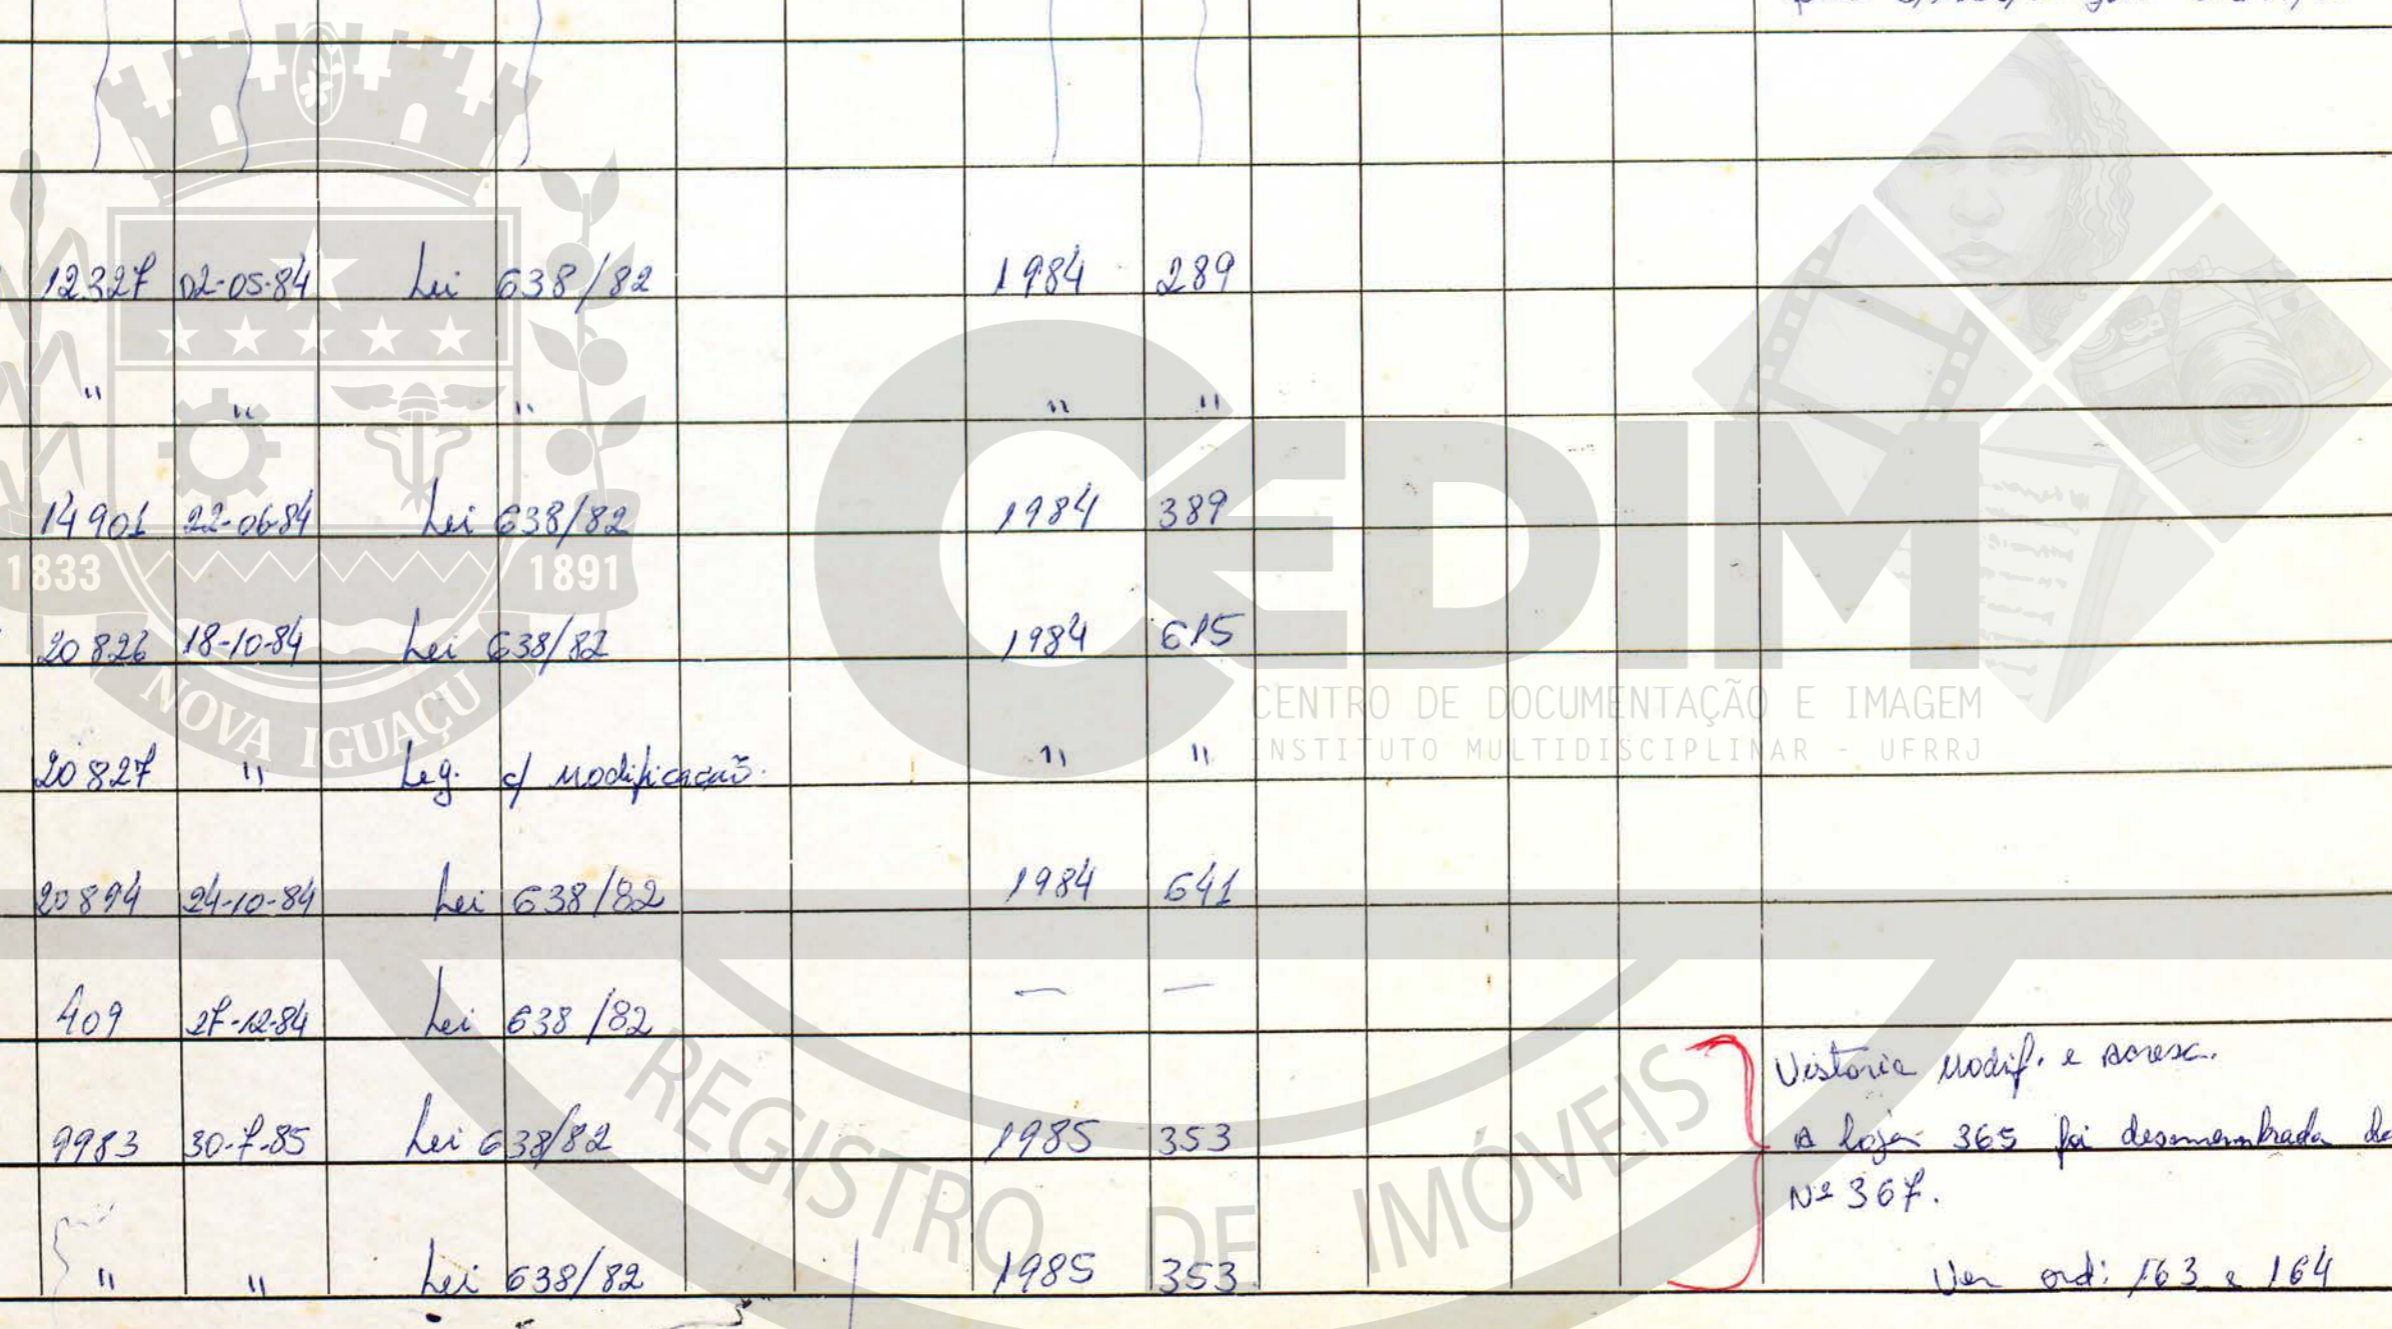 12327 02-05-84 Lei 638/82 1984 289
" " " " "
14901 22-06-84 Lei 638/82 1984 389
20826 18-10-84 Lei 638/82 1984 615
20827 " Leg. c/ modificação. " "
20894 24-10-84 Lei 638/82 1984 641
409 27-12-84 Lei 638/82 — —
Vistoria modif. e acresc.
9983 30-7-85 Lei 638/82 1985 353 a loja 365 foi desmembrada da
Nº 367.
" " Lei 638/82 1985 353 Ver ord: 163 e 164
1833 1891
NOVA IGUAÇU
CEDIM
CENTRO DE DOCUMENTAÇÃO E IMAGEM
INSTITUTO MULTIDISCIPLINAR - UFRRJ
REGISTRO DE IMÓVEIS